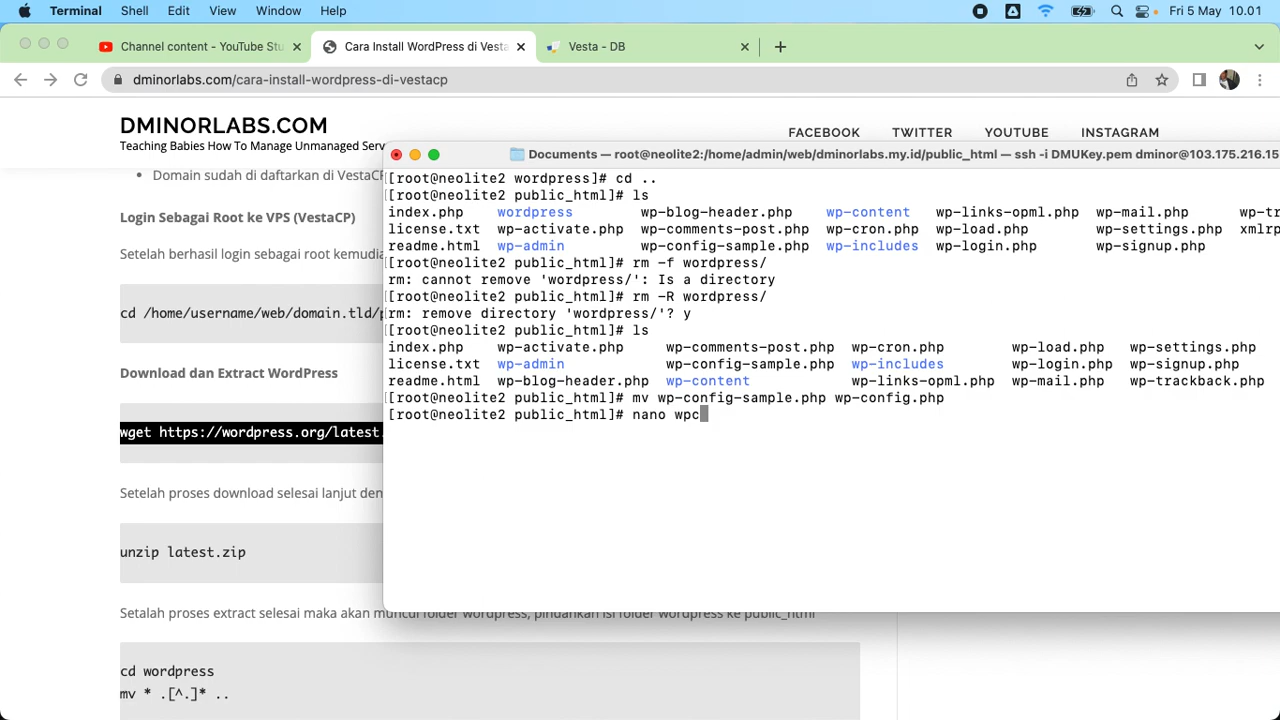 Terminal Shell Edit View Window Help Fri 5 May 10.01
Channel content - YouTube Stu Cara Install WordPress di Vesta Vesta - DB
dminorlabs.com/cara-install-wordpress-di-vestacp
DMINORLABS.COM
Teaching Babies How To Manage Unmanaged Serv
FACEBOOK TWITTER YOUTUBE INSTAGRAM
Domain sudah di daftarkan di VestaCP
Login Sebagai Root ke VPS (VestaCP)
Setelah berhasil login sebagai root kemudia
cd /home/username/web/domain.tld/p
Download dan Extract WordPress
wget https://wordpress.org/latest.
Setelah proses download selesai lanjut den
unzip latest.zip
Setalah proses extract selesai maka akan muncul folder wordpress, pindahkan isi folder wordpress ke public_html
cd wordpress
mv * .[^.]* ..
Documents — root@neolite2:/home/admin/web/dminorlabs.my.id/public_html — ssh -i DMUKey.pem dminor@103.175.216.15
[root@neolite2 wordpress]# cd ..
[root@neolite2 public_html]# ls
index.php wordpress wp-blog-header.php wp-content wp-links-opml.php wp-mail.php wp-tr
license.txt wp-activate.php wp-comments-post.php wp-cron.php wp-load.php wp-settings.php xmlrp
readme.html wp-admin wp-config-sample.php wp-includes wp-login.php wp-signup.php
[root@neolite2 public_html]# rm -f wordpress/
rm: cannot remove 'wordpress/': Is a directory
[root@neolite2 public_html]# rm -R wordpress/
rm: remove directory 'wordpress/'? y
[root@neolite2 public_html]# ls
index.php wp-activate.php wp-comments-post.php wp-cron.php wp-load.php wp-settings.php
license.txt wp-admin wp-config-sample.php wp-includes wp-login.php wp-signup.php
readme.html wp-blog-header.php wp-content wp-links-opml.php wp-mail.php wp-trackback.php
[root@neolite2 public_html]# mv wp-config-sample.php wp-config.php
[root@neolite2 public_html]# nano wpc